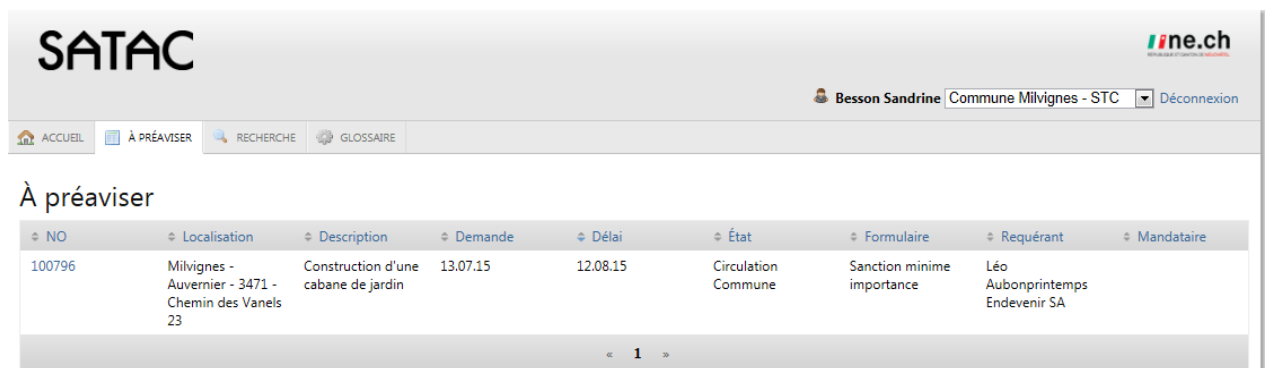 SATAC
ne.ch
Besson Sandrine Commune Milvignes - STC Déconnexion
ACCUEIL À PRÉAVISER RECHERCHE GLOSSAIRE
À préaviser
NO Localisation Description Demande Délai État Formulaire Requérant Mandataire
100796 Milvignes - Construction d'une 13.07.15 12.08.15 Circulation Sanction minime Léo
Auvernier - 3471 - cabane de jardin Commune importance Aubonprintemps
Chemin des Vanels Endevenir SA
23
« 1 »